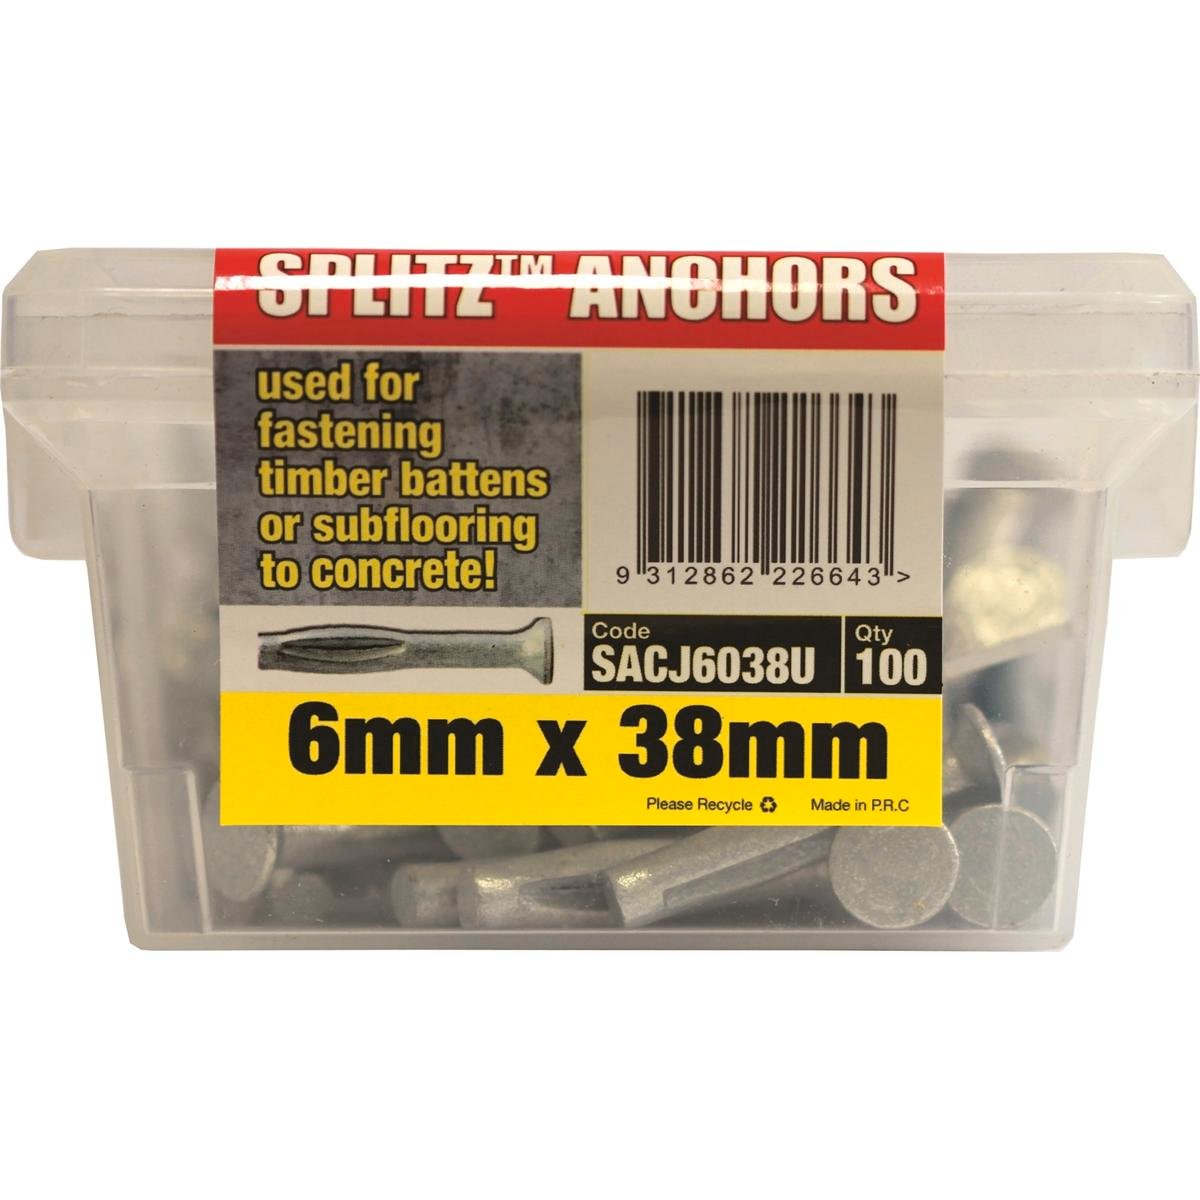 SPLITZ™ ANCHORS
used for
fastening
timber battens
or subflooring
to concrete!
9 312862 226643 >
Code
SACJ6038U
Qty
100
6mm x 38mm
Please Recycle
Made in P.R.C